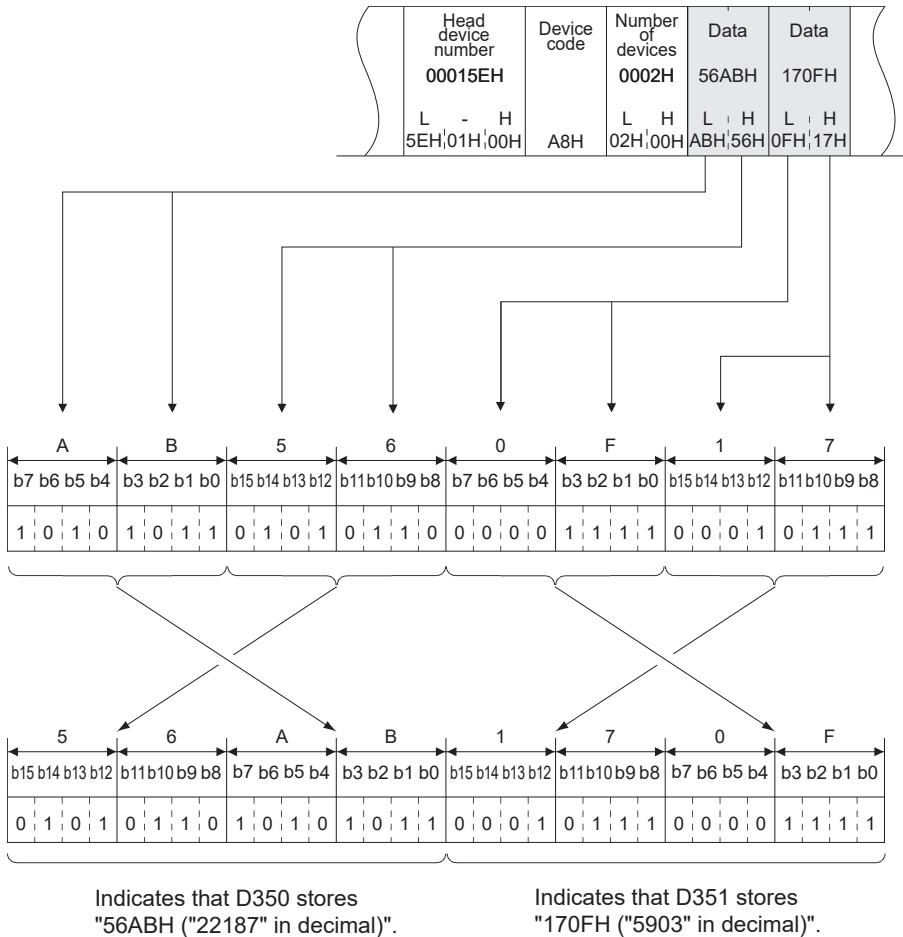 Head device number
Device code
Number of devices
Data
Data
00015EH
0002H
56ABH
170FH
L - H
L H
L H
L H
5EH 01H 00H
A8H
02H 00H
ABH 56H
0FH 17H
A B 5 6 0 F 1 7
b7 b6 b5 b4 b3 b2 b1 b0 b15 b14 b13 b12 b11 b10 b9 b8 b7 b6 b5 b4 b3 b2 b1 b0 b15 b14 b13 b12 b11 b10 b9 b8
1 0 1 0 1 0 1 1 0 1 0 1 0 1 1 0 0 0 0 0 1 1 1 1 0 0 0 1 0 1 1 1
5 6 A B 1 7 0 F
b15 b14 b13 b12 b11 b10 b9 b8 b7 b6 b5 b4 b3 b2 b1 b0 b15 b14 b13 b12 b11 b10 b9 b8 b7 b6 b5 b4 b3 b2 b1 b0
0 1 0 1 0 1 1 0 1 0 1 0 1 0 1 1 0 0 0 1 0 1 1 1 0 0 0 0 1 1 1 1
Indicates that D350 stores
"56ABH ("22187" in decimal)".
Indicates that D351 stores
"170FH ("5903" in decimal)".